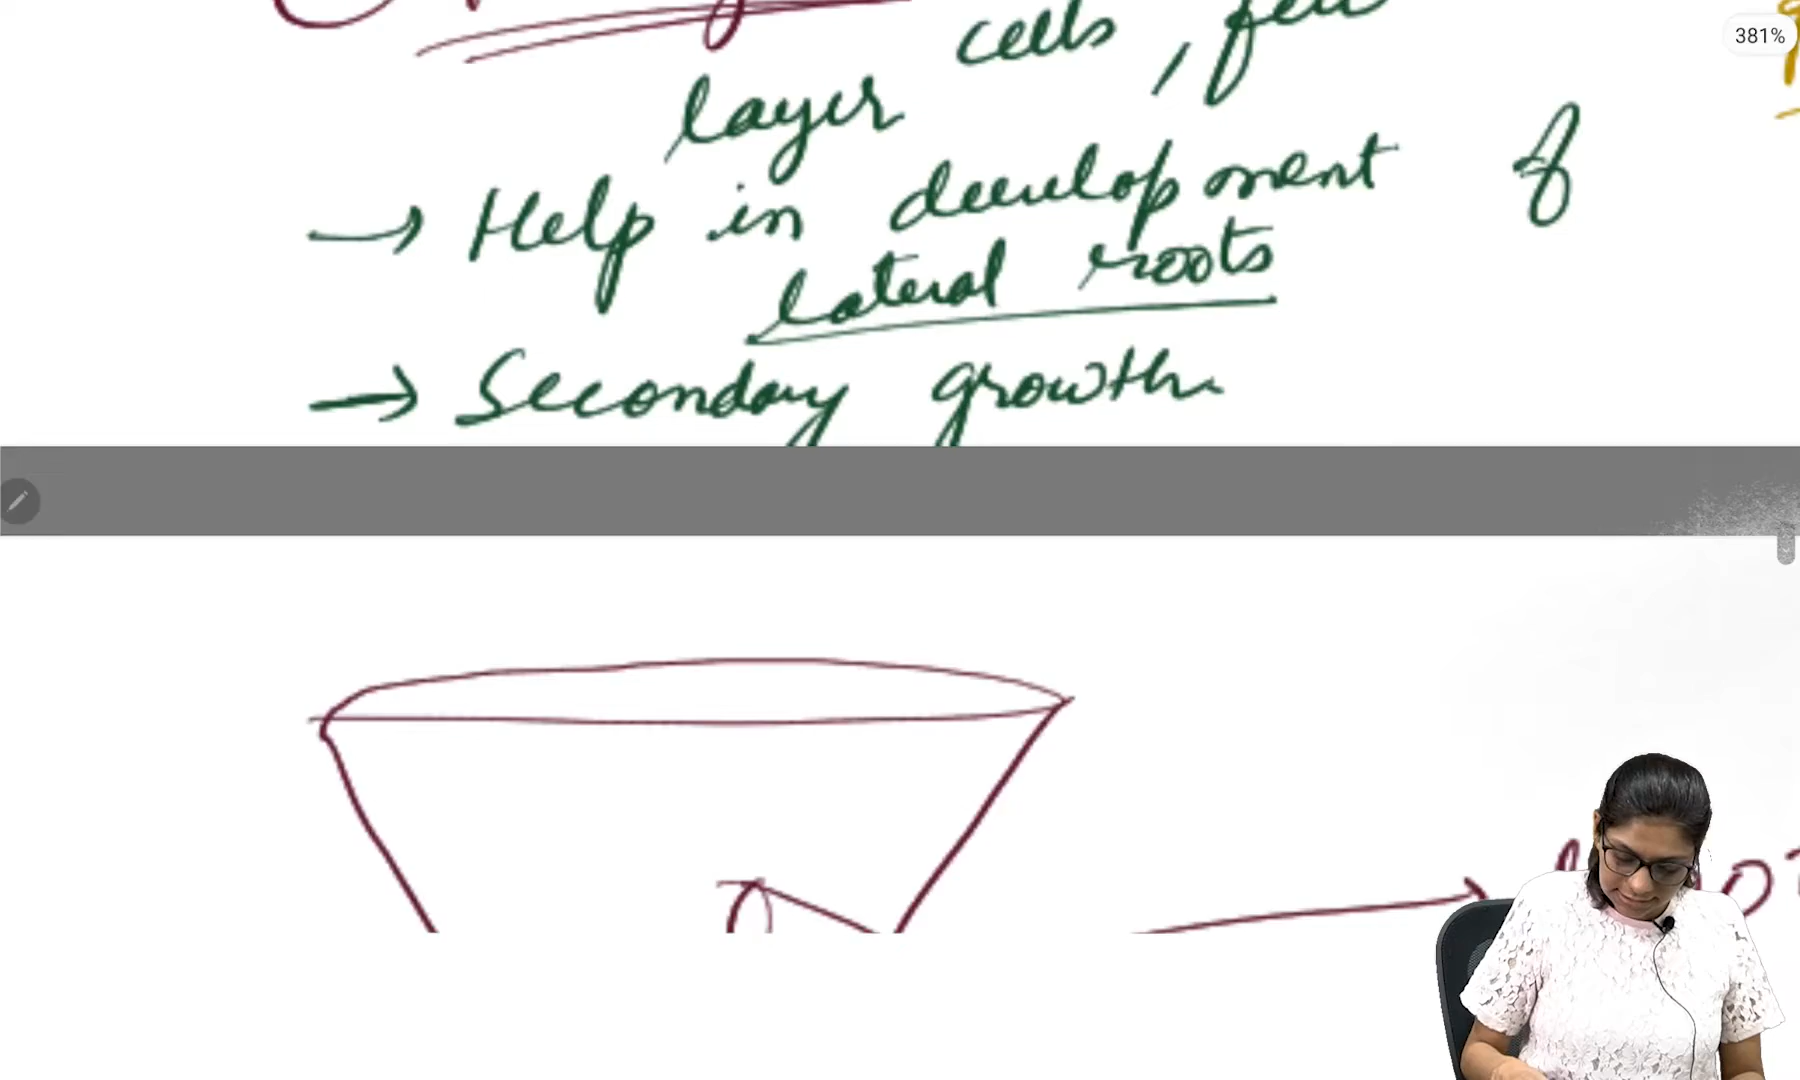 cells, few
layer
→ Help in development of
lateral roots
→ Secondary growth
381%